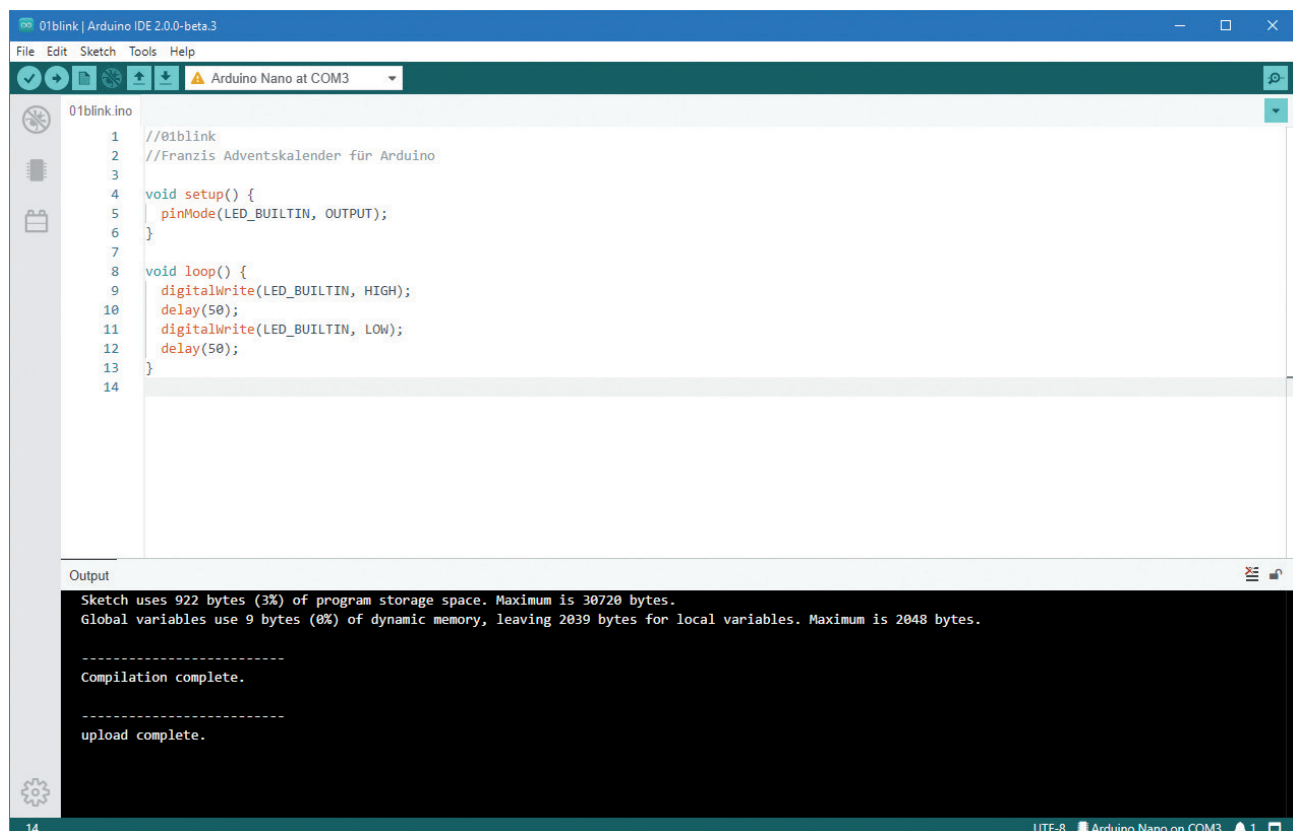 01blink | Arduino IDE 2.0.0-beta.3
File Edit Sketch Tools Help
Arduino Nano at COM3
01blink.ino
1 //01blink
2 //Franzis Adventskalender für Arduino
3
4 void setup() {
5 pinMode(LED_BUILTIN, OUTPUT);
6 }
7
8 void loop() {
9 digitalWrite(LED_BUILTIN, HIGH);
10 delay(50);
11 digitalWrite(LED_BUILTIN, LOW);
12 delay(50);
13 }
14
Output
Sketch uses 922 bytes (3%) of program storage space. Maximum is 30720 bytes.
Global variables use 9 bytes (0%) of dynamic memory, leaving 2039 bytes for local variables. Maximum is 2048 bytes.
--------------------------
Compilation complete.
--------------------------
upload complete.
14 UTF-8 Arduino Nano on COM3 1